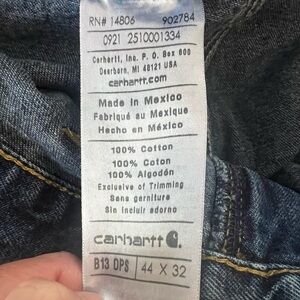 RN# 14806 902784
0921 2510001334
Carhartt, Inc. P. O. Box 600
Dearborn, MI 48121 USA
carhartt.com
Made in Mexico
Fabriqué au Mexique
Hecho en México
100% Cotton
100% Coton
100% Algodón
Exclusive of Trimming
Sans garniture
Sin incluir adorno
carhartt
B13 DPS 44 X 32